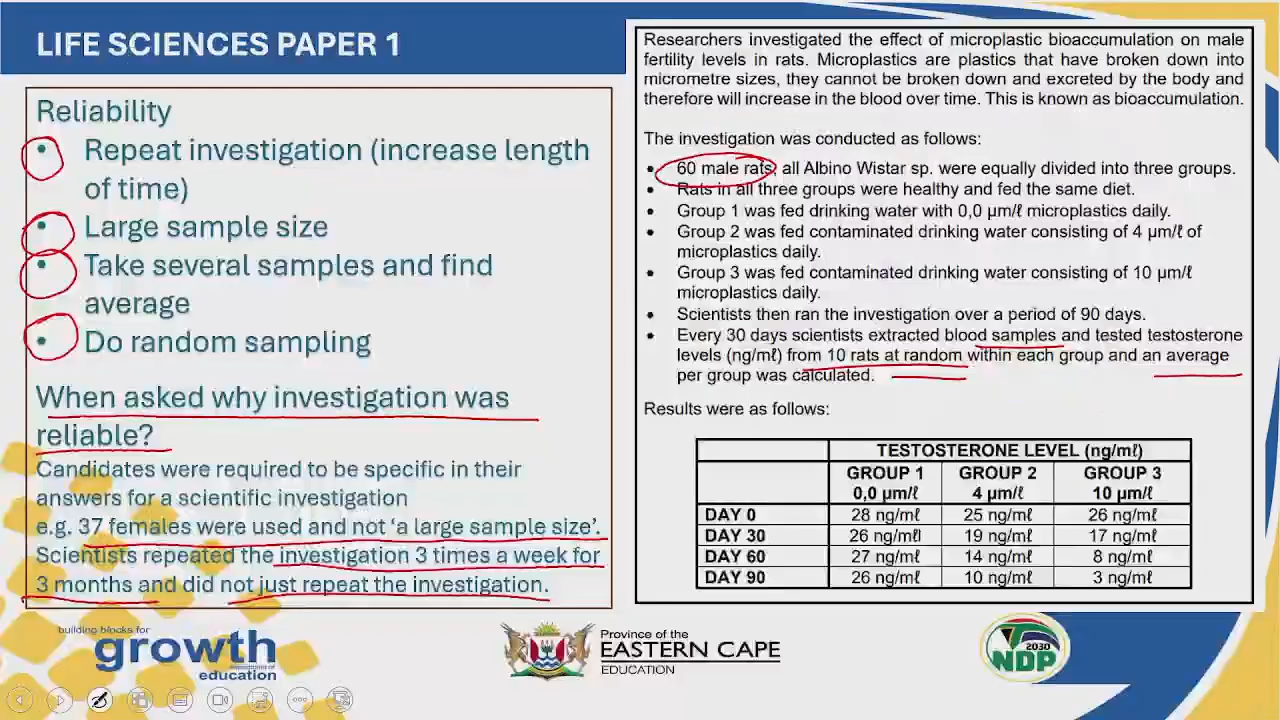 LIFE SCIENCES PAPER 1
Reliability
• Repeat investigation (increase length
of time)
• Large sample size
• Take several samples and find
average
• Do random sampling
When asked why investigation was
reliable?
Candidates were required to be specific in their
answers for a scientific investigation
e.g. 37 females were used and not ‘a large sample size’.
Scientists repeated the investigation 3 times a week for
3 months and did not just repeat the investigation.
Researchers investigated the effect of microplastic bioaccumulation on male
fertility levels in rats. Microplastics are plastics that have broken down into
micrometre sizes, they cannot be broken down and excreted by the body and
therefore will increase in the blood over time. This is known as bioaccumulation.
The investigation was conducted as follows:
• 60 male rats, all Albino Wistar sp. were equally divided into three groups.
• Rats in all three groups were healthy and fed the same diet.
• Group 1 was fed drinking water with 0,0 µm/ℓ microplastics daily.
• Group 2 was fed contaminated drinking water consisting of 4 µm/ℓ of
microplastics daily.
• Group 3 was fed contaminated drinking water consisting of 10 µm/ℓ
microplastics daily.
• Scientists then ran the investigation over a period of 90 days.
• Every 30 days scientists extracted blood samples and tested testosterone
levels (ng/mℓ) from 10 rats at random within each group and an average
per group was calculated.
Results were as follows:
TESTOSTERONE LEVEL (ng/mℓ)
GROUP 1 GROUP 2 GROUP 3
0,0 µm/ℓ 4 µm/ℓ 10 µm/ℓ
DAY 0 28 ng/mℓ 25 ng/mℓ 26 ng/mℓ
DAY 30 26 ng/mℓ 19 ng/mℓ 17 ng/mℓ
DAY 60 27 ng/mℓ 14 ng/mℓ 8 ng/mℓ
DAY 90 26 ng/mℓ 10 ng/mℓ 3 ng/mℓ
building blocks for
growth
education
Province of the
EASTERN CAPE
EDUCATION
2030
NDP